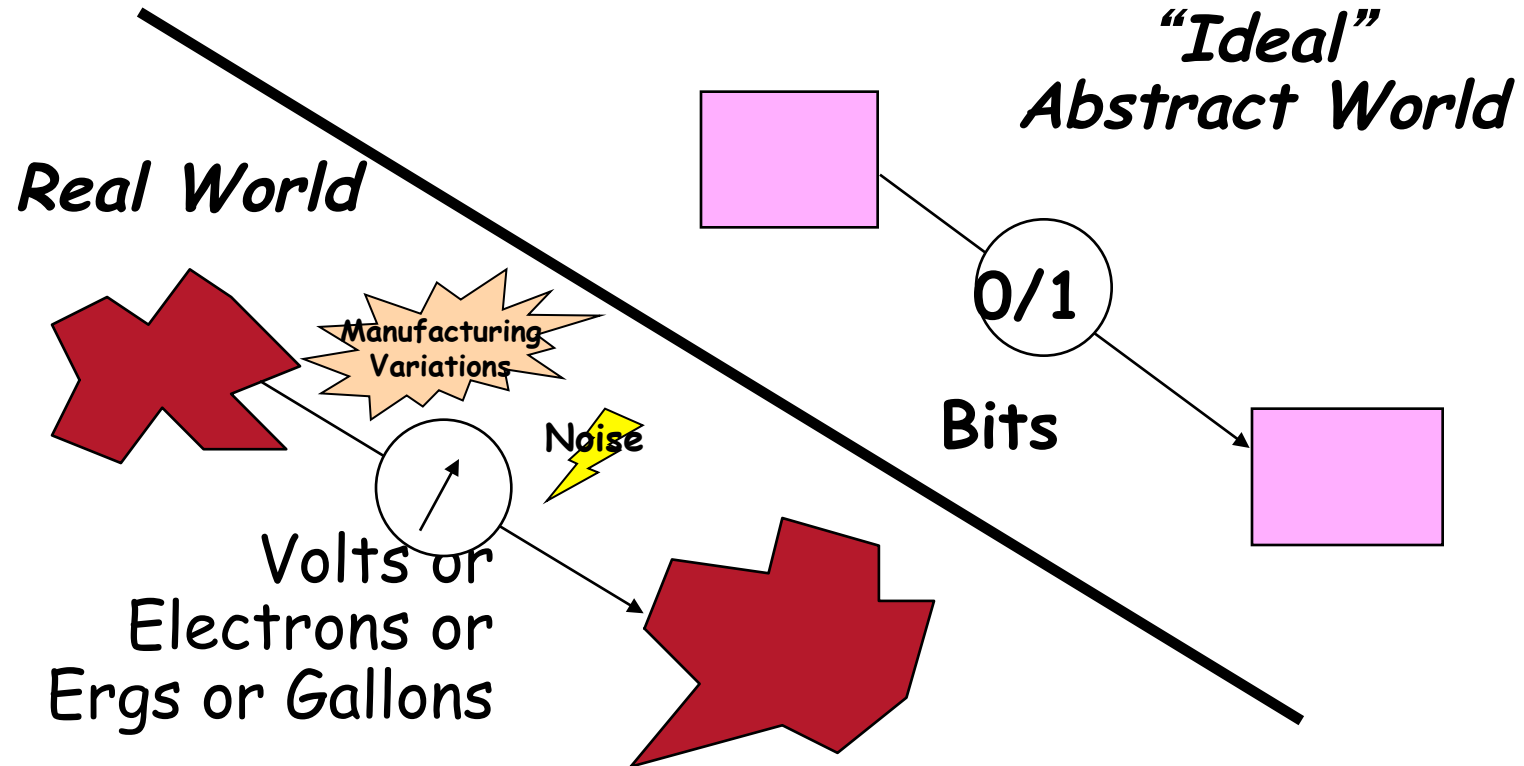 “Ideal”
Abstract World
Real World
0/1
Manufacturing
Variations
Noise
Bits
Volts or
Electrons or
Ergs or Gallons